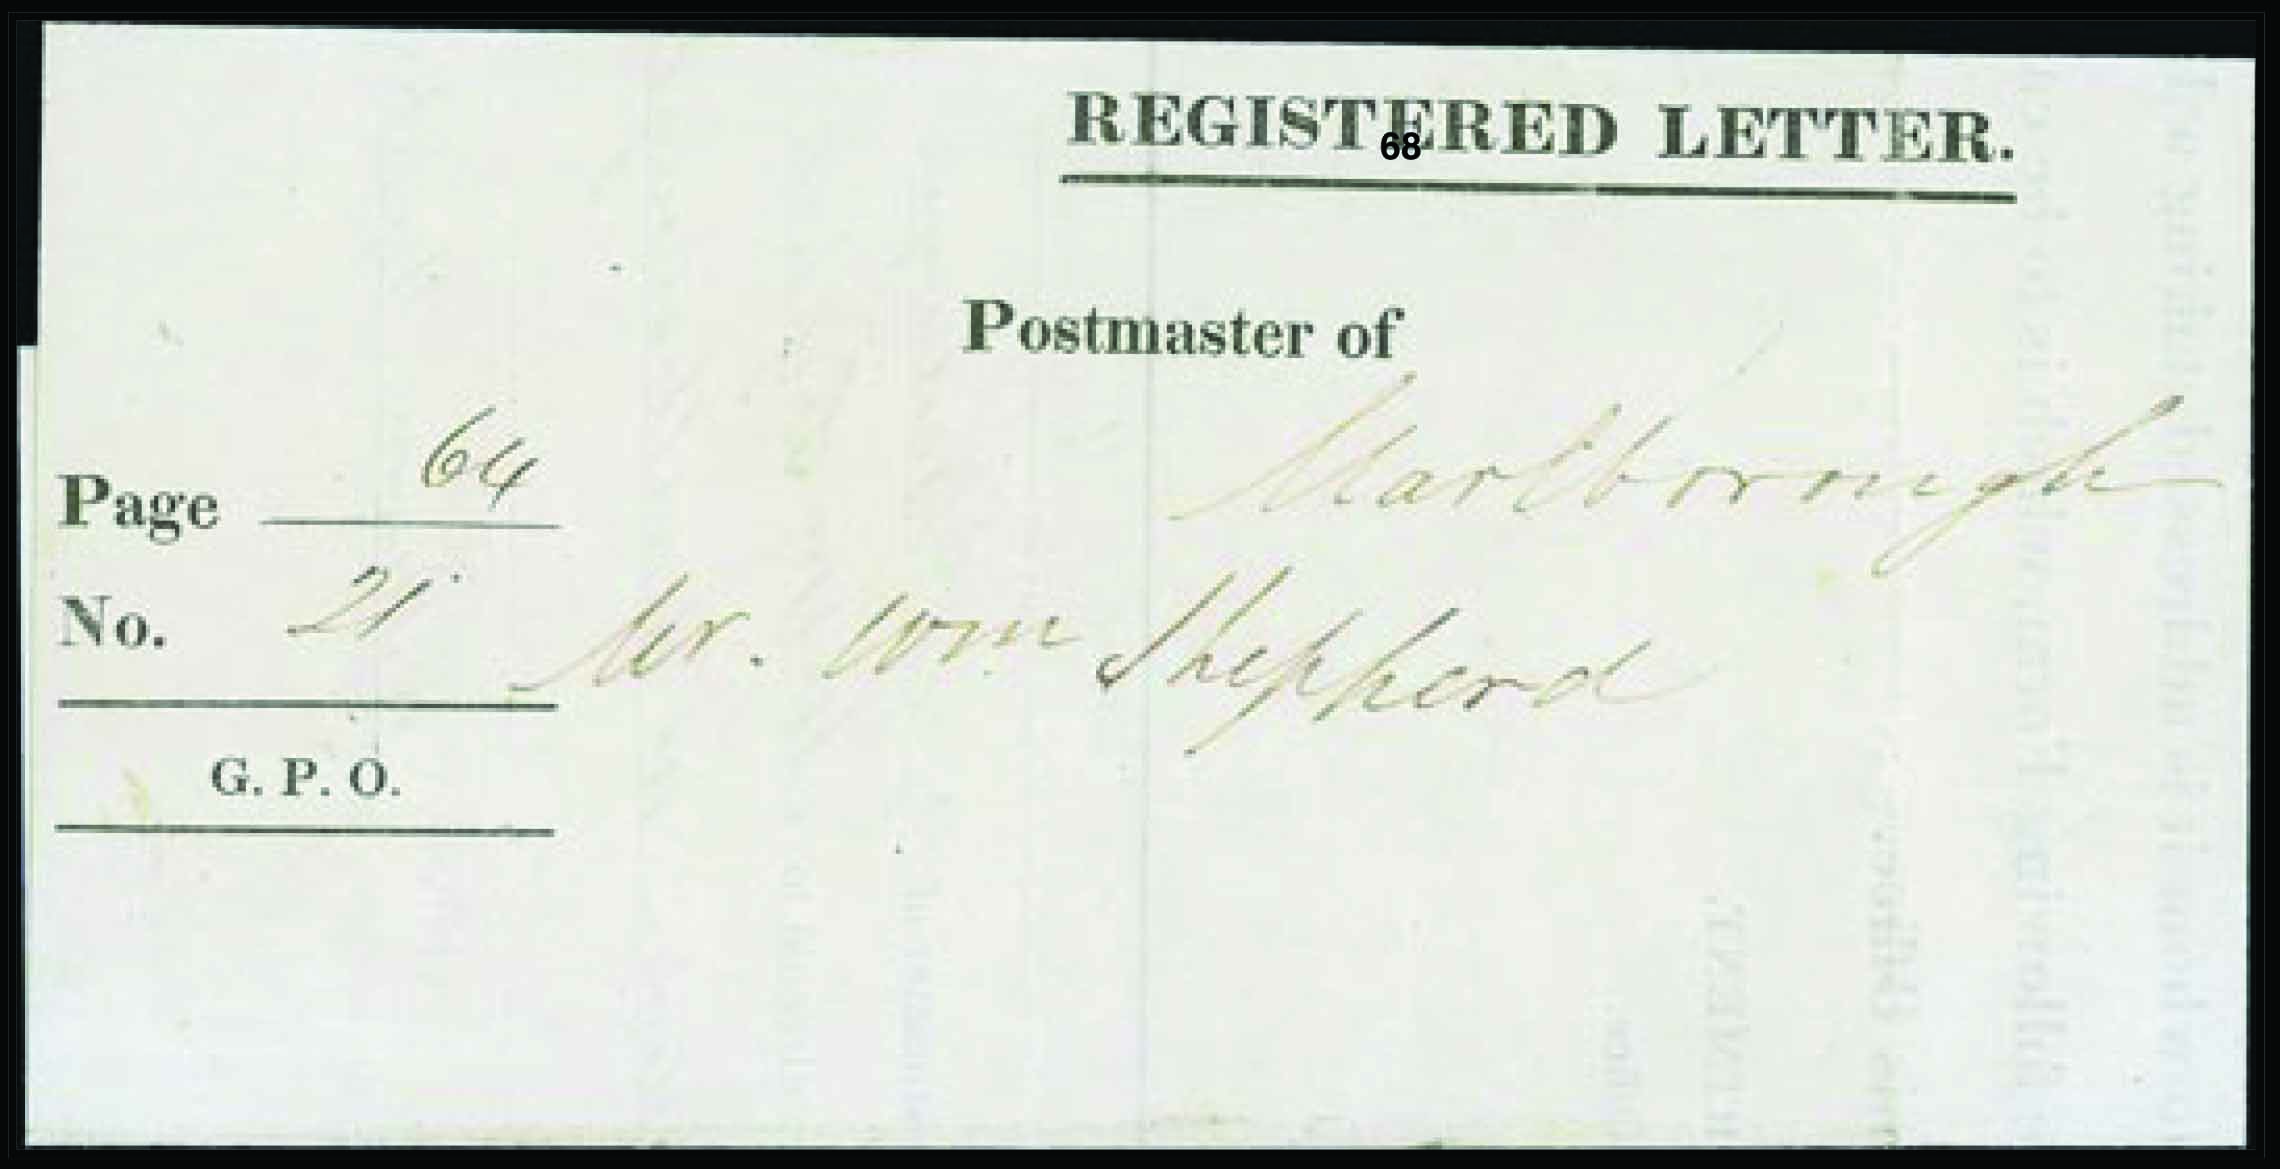 REGISTERED LETTER.
68
Postmaster of
Marlborough
Page 64
No. 21
Mr. Wm Shepherd
G. P. O.